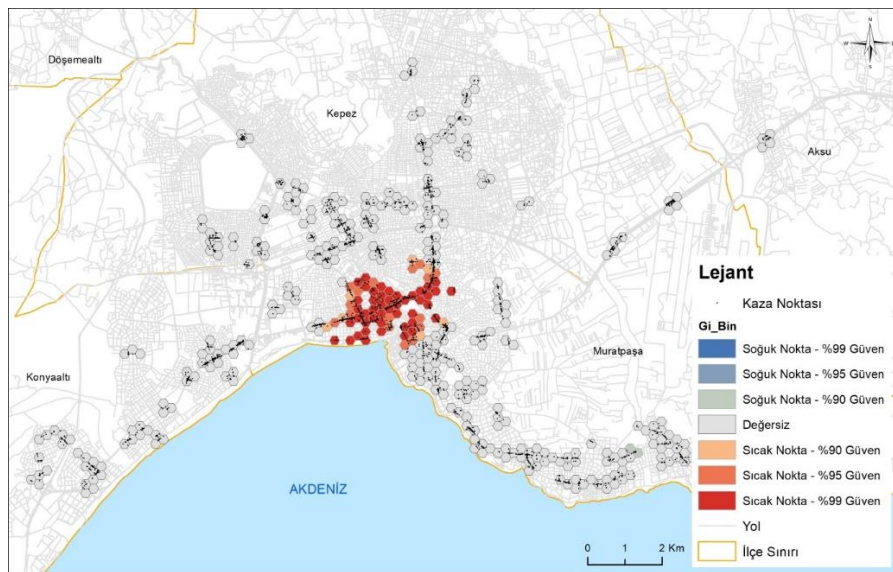 Döşemealtı
N
W
E
S
Kepez
Aksu
Lejant
Kaza Noktası
Gi_Bin
Soğuk Nokta - %99 Güven
Soğuk Nokta - %95 Güven
Soğuk Nokta - %90 Güven
Değersiz
Sıcak Nokta - %90 Güven
Sıcak Nokta - %95 Güven
Sıcak Nokta - %99 Güven
Yol
İlçe Sınırı
Muratpaşa
Konyaaltı
AKDENİZ
0 1 2 Km